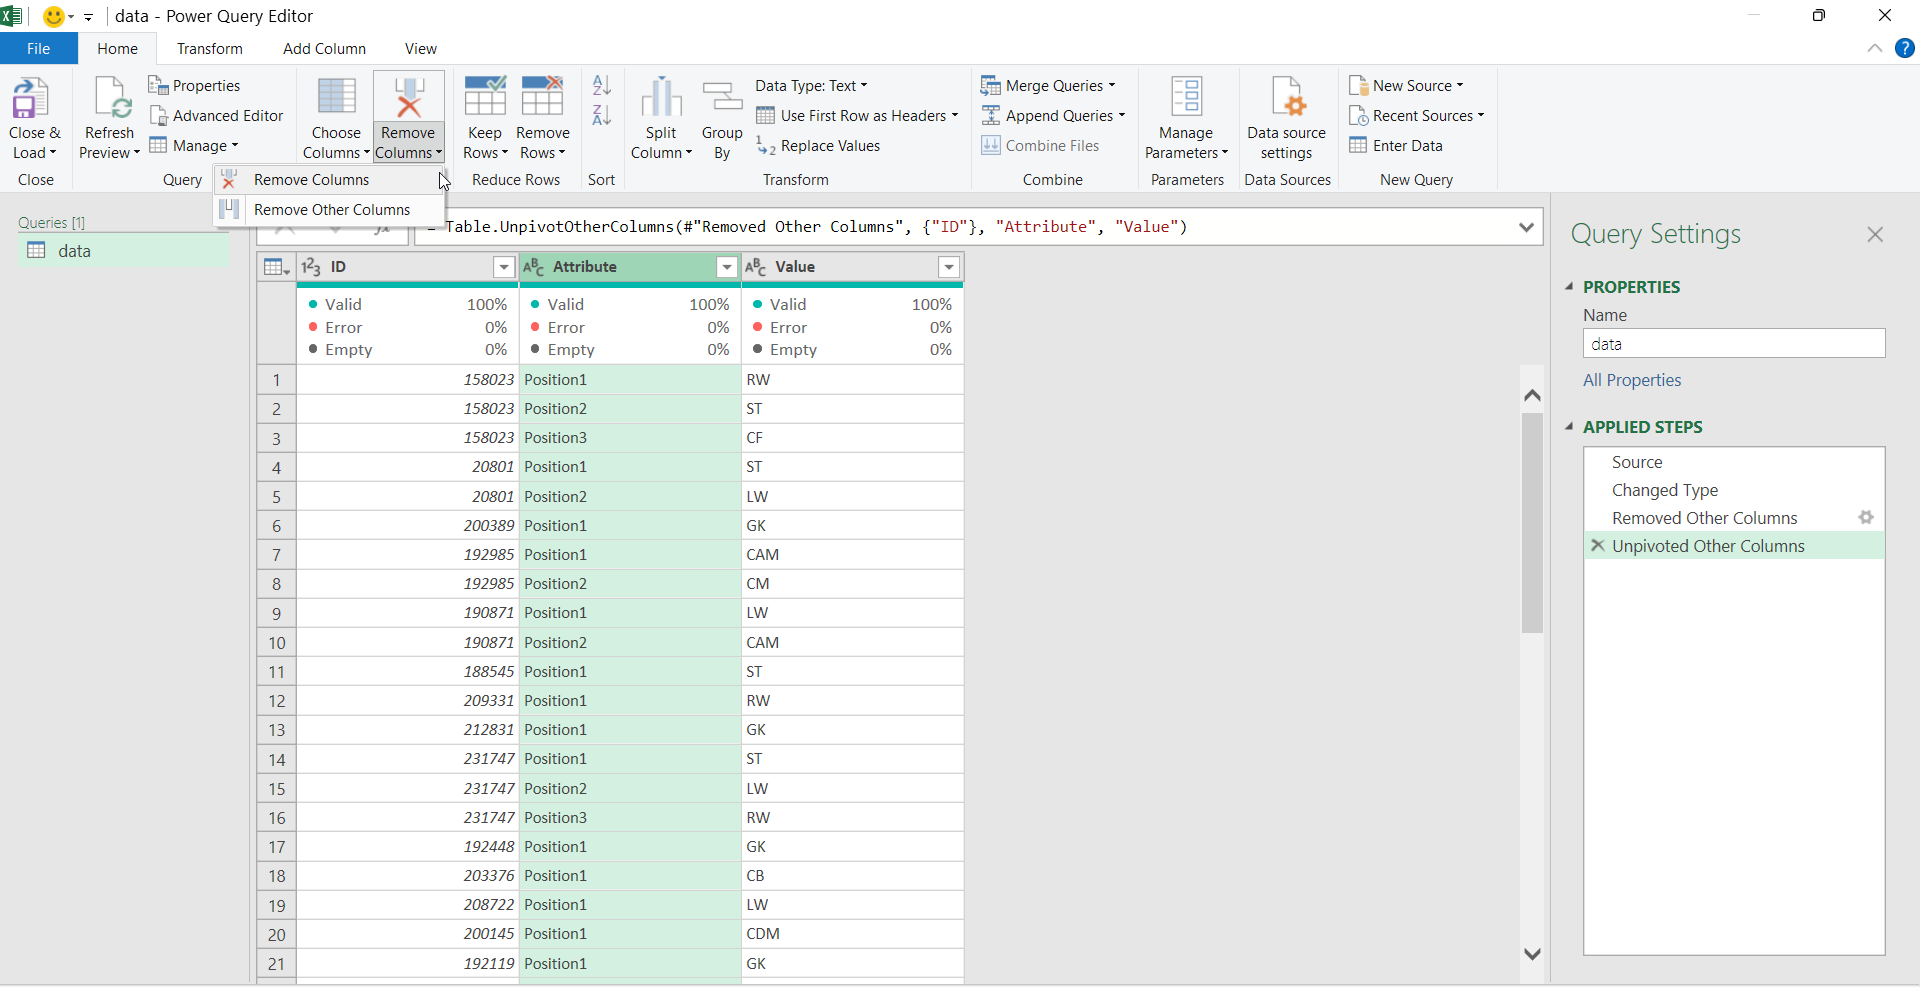 data - Power Query Editor
File Home Transform Add Column View
Close & Load
Close
Refresh Preview
Properties
Advanced Editor
Manage
Query
Choose Columns
Remove Columns
Remove Columns
Remove Other Columns
Keep Rows
Remove Rows
Reduce Rows
Sort
Split Column
Group By
Data Type: Text
Use First Row as Headers
Replace Values
Transform
Merge Queries
Append Queries
Combine Files
Combine
Manage Parameters
Parameters
Data source settings
Data Sources
New Source
Recent Sources
Enter Data
New Query
Queries [1]
data
= Table.UnpivotOtherColumns(#"Removed Other Columns", {"ID"}, "Attribute", "Value")
123 ID ABC Attribute ABC Value
Valid 100% Valid 100% Valid 100%
Error 0% Error 0% Error 0%
Empty 0% Empty 0% Empty 0%
1 158023 Position1 RW
2 158023 Position2 ST
3 158023 Position3 CF
4 20801 Position1 ST
5 20801 Position2 LW
6 200389 Position1 GK
7 192985 Position1 CAM
8 192985 Position2 CM
9 190871 Position1 LW
10 190871 Position2 CAM
11 188545 Position1 ST
12 209331 Position1 RW
13 212831 Position1 GK
14 231747 Position1 ST
15 231747 Position2 LW
16 231747 Position3 RW
17 192448 Position1 GK
18 203376 Position1 CB
19 208722 Position1 LW
20 200145 Position1 CDM
21 192119 Position1 GK
Query Settings
PROPERTIES
Name
data
All Properties
APPLIED STEPS
Source
Changed Type
Removed Other Columns
Unpivoted Other Columns